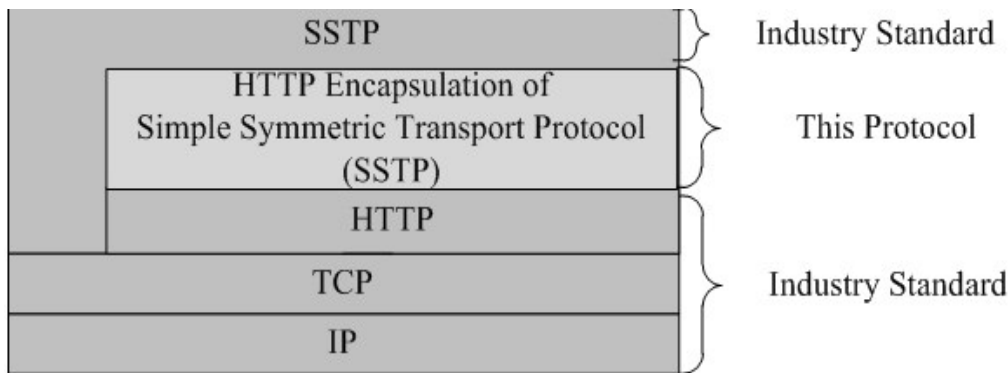 SSTP
Industry Standard
HTTP Encapsulation of
Simple Symmetric Transport Protocol
(SSTP)
This Protocol
HTTP
TCP
IP
Industry Standard